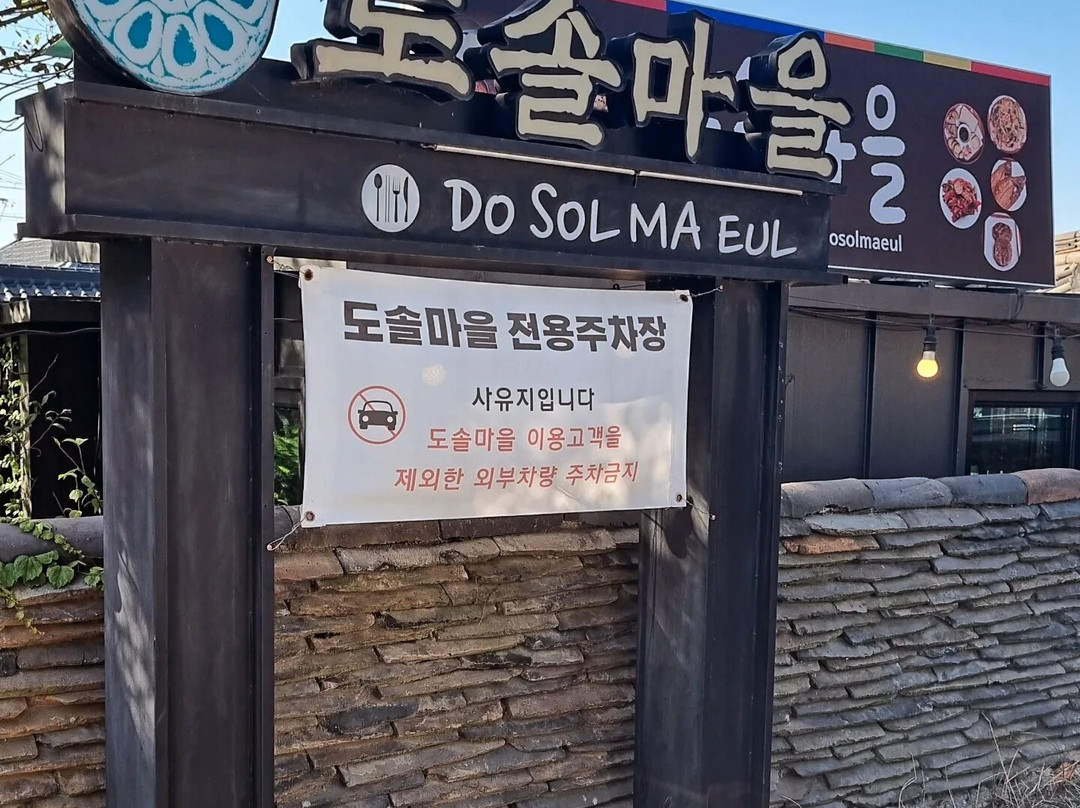 도솔마을
을
DO SOL MA EUL
osolmaeul
도솔마을 전용주차장
사유지입니다
도솔마을 이용고객을
제외한 외부차량 주차금지